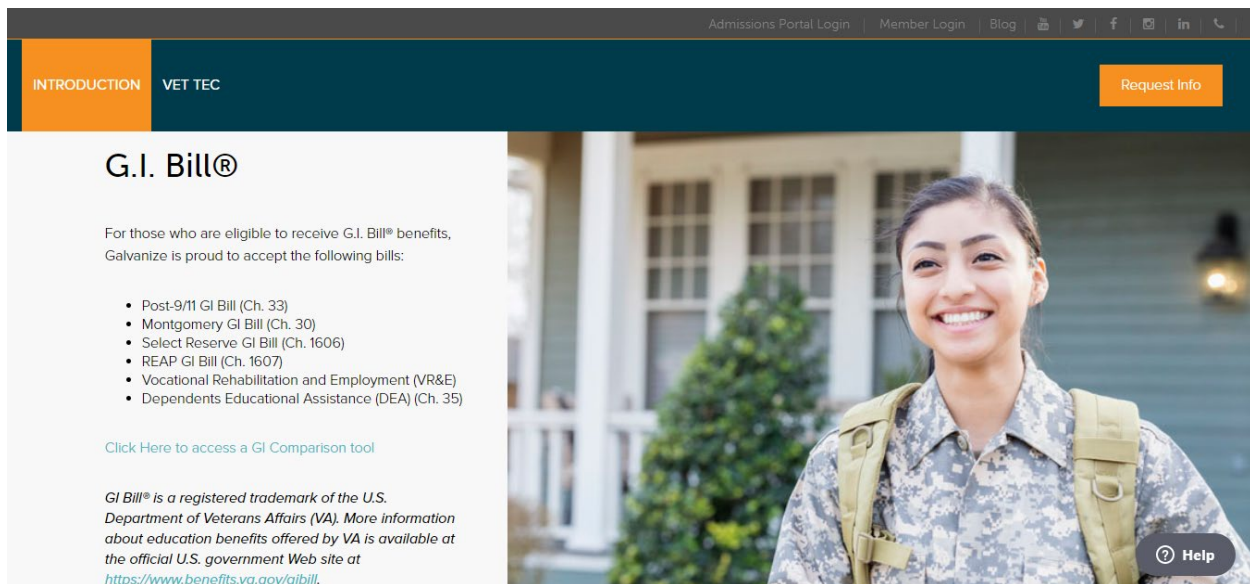 Admissions Portal Login | Member Login | Blog | | | f | | in | |
INTRODUCTION VET TEC Request Info
G.I. Bill®
For those who are eligible to receive G.I. Bill® benefits,
Galvanize is proud to accept the following bills:
• Post-9/11 GI Bill (Ch. 33)
• Montgomery GI Bill (Ch. 30)
• Select Reserve GI Bill (Ch. 1606)
• REAP GI Bill (Ch. 1607)
• Vocational Rehabilitation and Employment (VR&E)
• Dependents Educational Assistance (DEA) (Ch. 35)
Click Here to access a GI Comparison tool
GI Bill® is a registered trademark of the U.S.
Department of Veterans Affairs (VA). More information
about education benefits offered by VA is available at
the official U.S. government Web site at
https://www.benefits.va.gov/gibill.
? Help